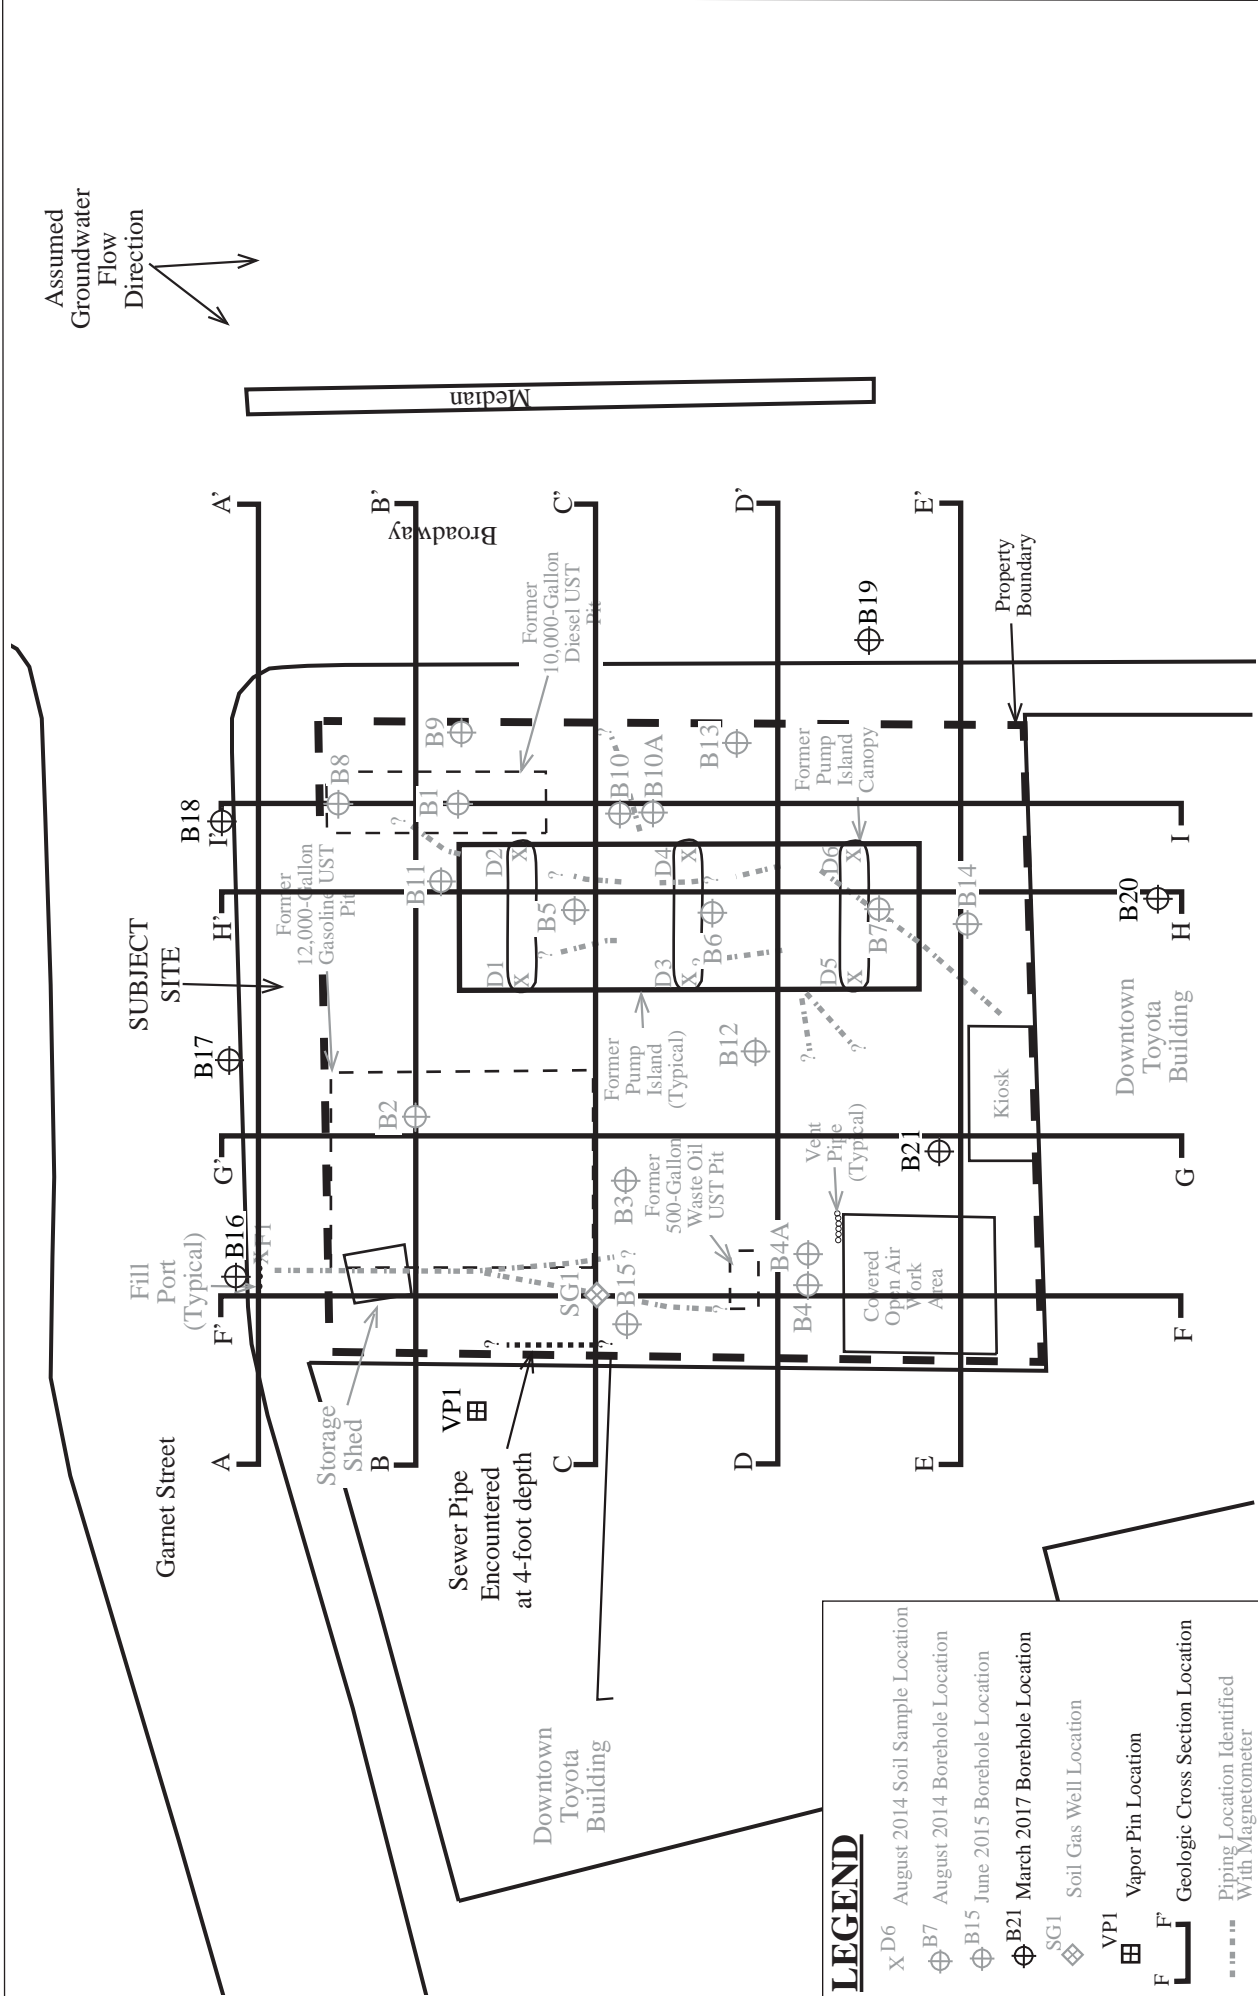 Assumed
Groundwater
Flow
Direction
Median
Broadway
A'
B'
C'
D'
E'
Former
10,000-Gallon
Diesel UST
Pit
B19
Property
Boundary
B9
B8
B1
B10
B10A
B13
Former
Pump
Island
Canopy
B18
I'
I
Former
12,000-Gallon
Gasoline UST
Pit
B11
D2
X
D4
X
D6
X
B14
B20
H'
H
B5
B6
B7
D1
X
D3
X
D5
X
?
?
?
?
?
?
?
?
SUBJECT
SITE
B17
Former
Pump
Island
(Typical)
B12
Kiosk
Downtown
Toyota
Building
B2
G'
G
B21
Vent
Pipe
(Typical)
B3
Former
500-Gallon
Waste Oil
UST Pit
B4A
B4
Covered
Open Air
Work
Area
Fill
Port
(Typical)
B16
XF1
F'
F
SG1
B15
?
?
?
?
Storage
Shed
VP1
Sewer Pipe
Encountered
at 4-foot depth
A
B
C
D
E
Garnet Street
Downtown
Toyota
Building
LEGEND
X D6 August 2014 Soil Sample Location
B7 August 2014 Borehole Location
B15 June 2015 Borehole Location
B21 March 2017 Borehole Location
SG1 Soil Gas Well Location
VP1 Vapor Pin Location
F F' Geologic Cross Section Location
Piping Location Identified
With Magnetometer